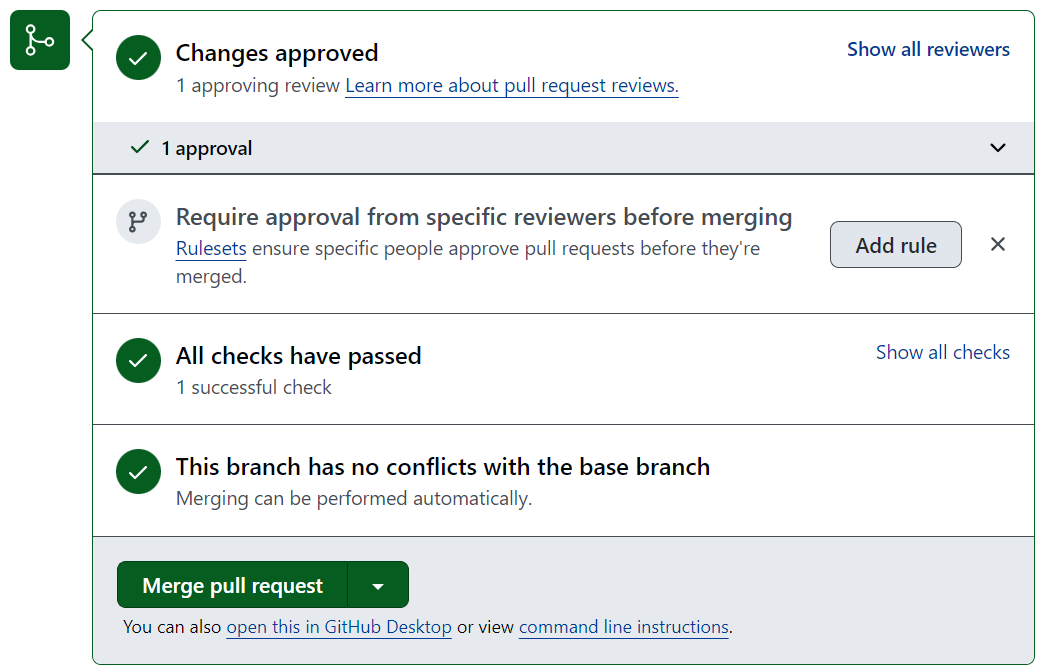 Changes approved
Show all reviewers
1 approving review Learn more about pull request reviews.
1 approval
Require approval from specific reviewers before merging
Rulesets ensure specific people approve pull requests before they're
merged.
Add rule
All checks have passed
Show all checks
1 successful check
This branch has no conflicts with the base branch
Merging can be performed automatically.
Merge pull request
You can also open this in GitHub Desktop or view command line instructions.